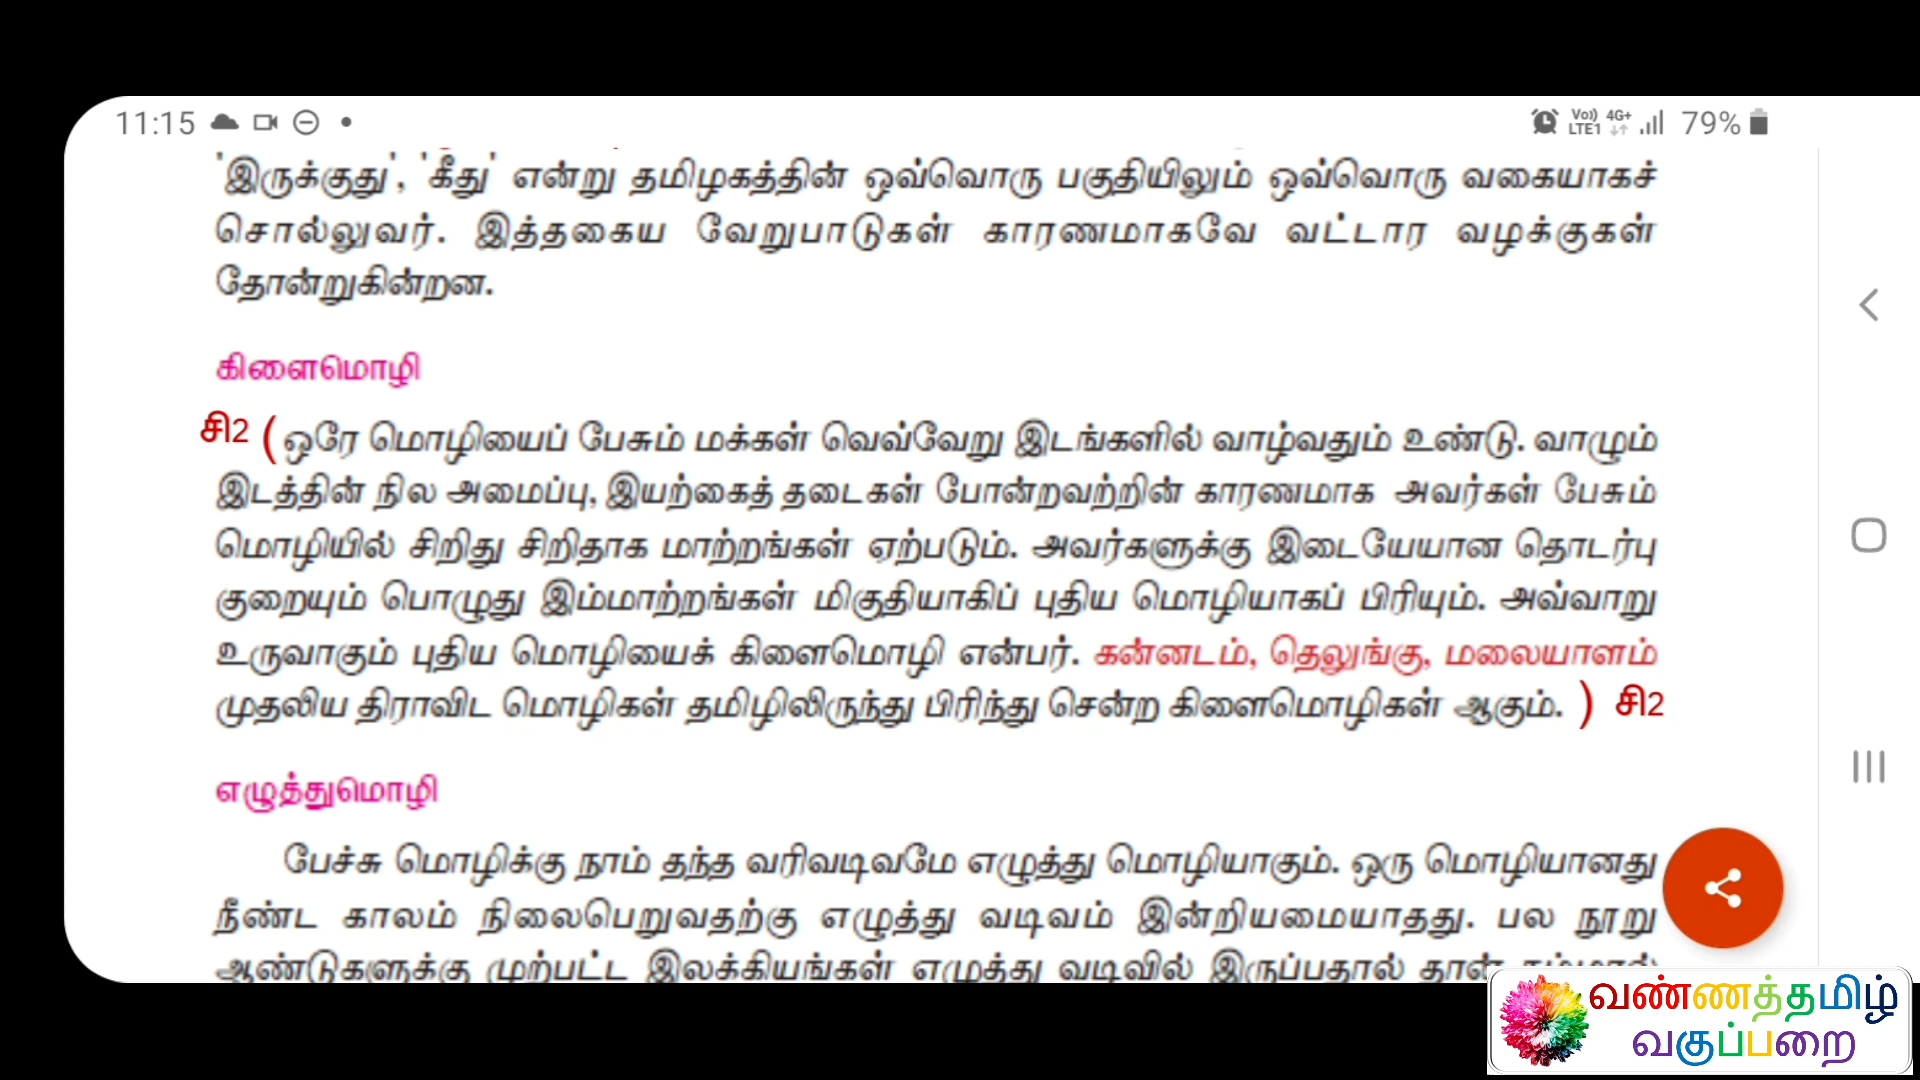 11:15 Vo)) LTE1 4G+ 79%
'இருக்குது', 'கீது' என்று தமிழகத்தின் ஒவ்வொரு பகுதியிலும் ஒவ்வொரு வகையாகச்
சொல்லுவர். இத்தகைய வேறுபாடுகள் காரணமாகவே வட்டார வழக்குகள்
தோன்றுகின்றன.
கிளைமொழி
சி2 (ஒரே மொழியைப் பேசும் மக்கள் வெவ்வேறு இடங்களில் வாழ்வதும் உண்டு. வாழும்
இடத்தின் நில அமைப்பு, இயற்கைத் தடைகள் போன்றவற்றின் காரணமாக அவர்கள் பேசும்
மொழியில் சிறிது சிறிதாக மாற்றங்கள் ஏற்படும். அவர்களுக்கு இடையேயான தொடர்பு
குறையும் பொழுது இம்மாற்றங்கள் மிகுதியாகிப் புதிய மொழியாகப் பிரியும். அவ்வாறு
உருவாகும் புதிய மொழியைக் கிளைமொழி என்பர். கன்னடம், தெலுங்கு, மலையாளம்
முதலிய திராவிட மொழிகள் தமிழிலிருந்து பிரிந்து சென்ற கிளைமொழிகள் ஆகும். ) சி2
எழுத்துமொழி
பேச்சு மொழிக்கு நாம் தந்த வரிவடிவமே எழுத்து மொழியாகும். ஒரு மொழியானது
நீண்ட காலம் நிலைபெறுவதற்கு எழுத்து வடிவம் இன்றியமையாதது. பல நூறு
ஆண்டுகளுக்கு முற்பட்ட இலக்கியங்கள் எழுத்து வடிவில் இருப்பதால் தான்
வண்ணத்தமிழ்
வகுப்பறை